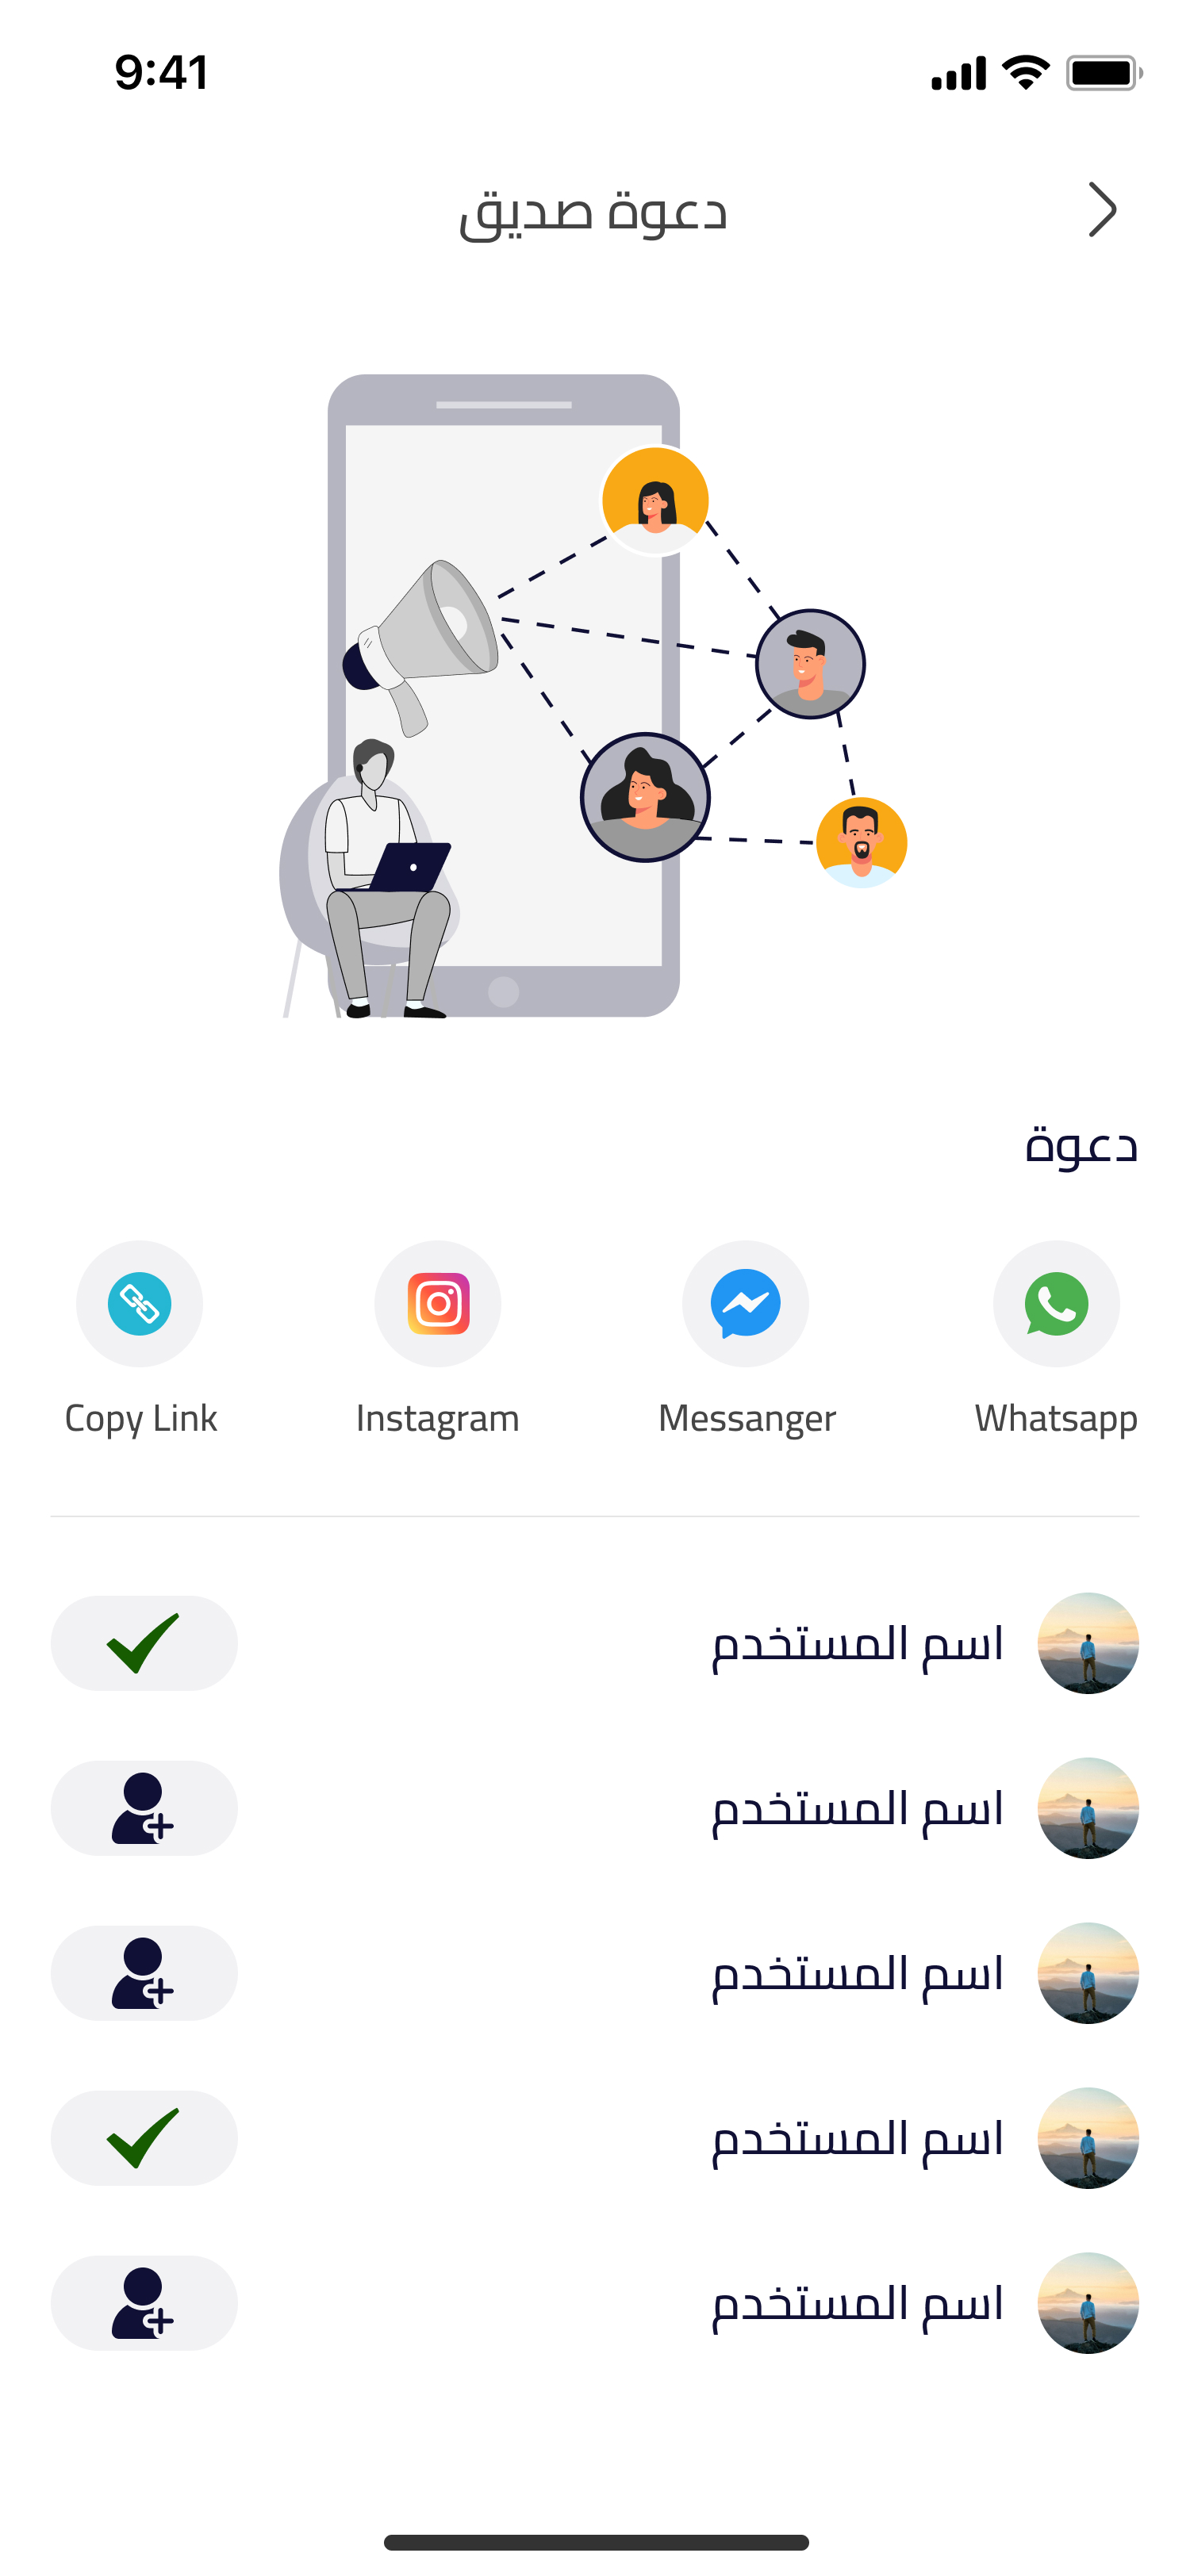 9:41
دعوة صديق
دعوة
Whatsapp
Messanger
Instagram
Copy Link
اسم المستخدم
اسم المستخدم
اسم المستخدم
اسم المستخدم
اسم المستخدم